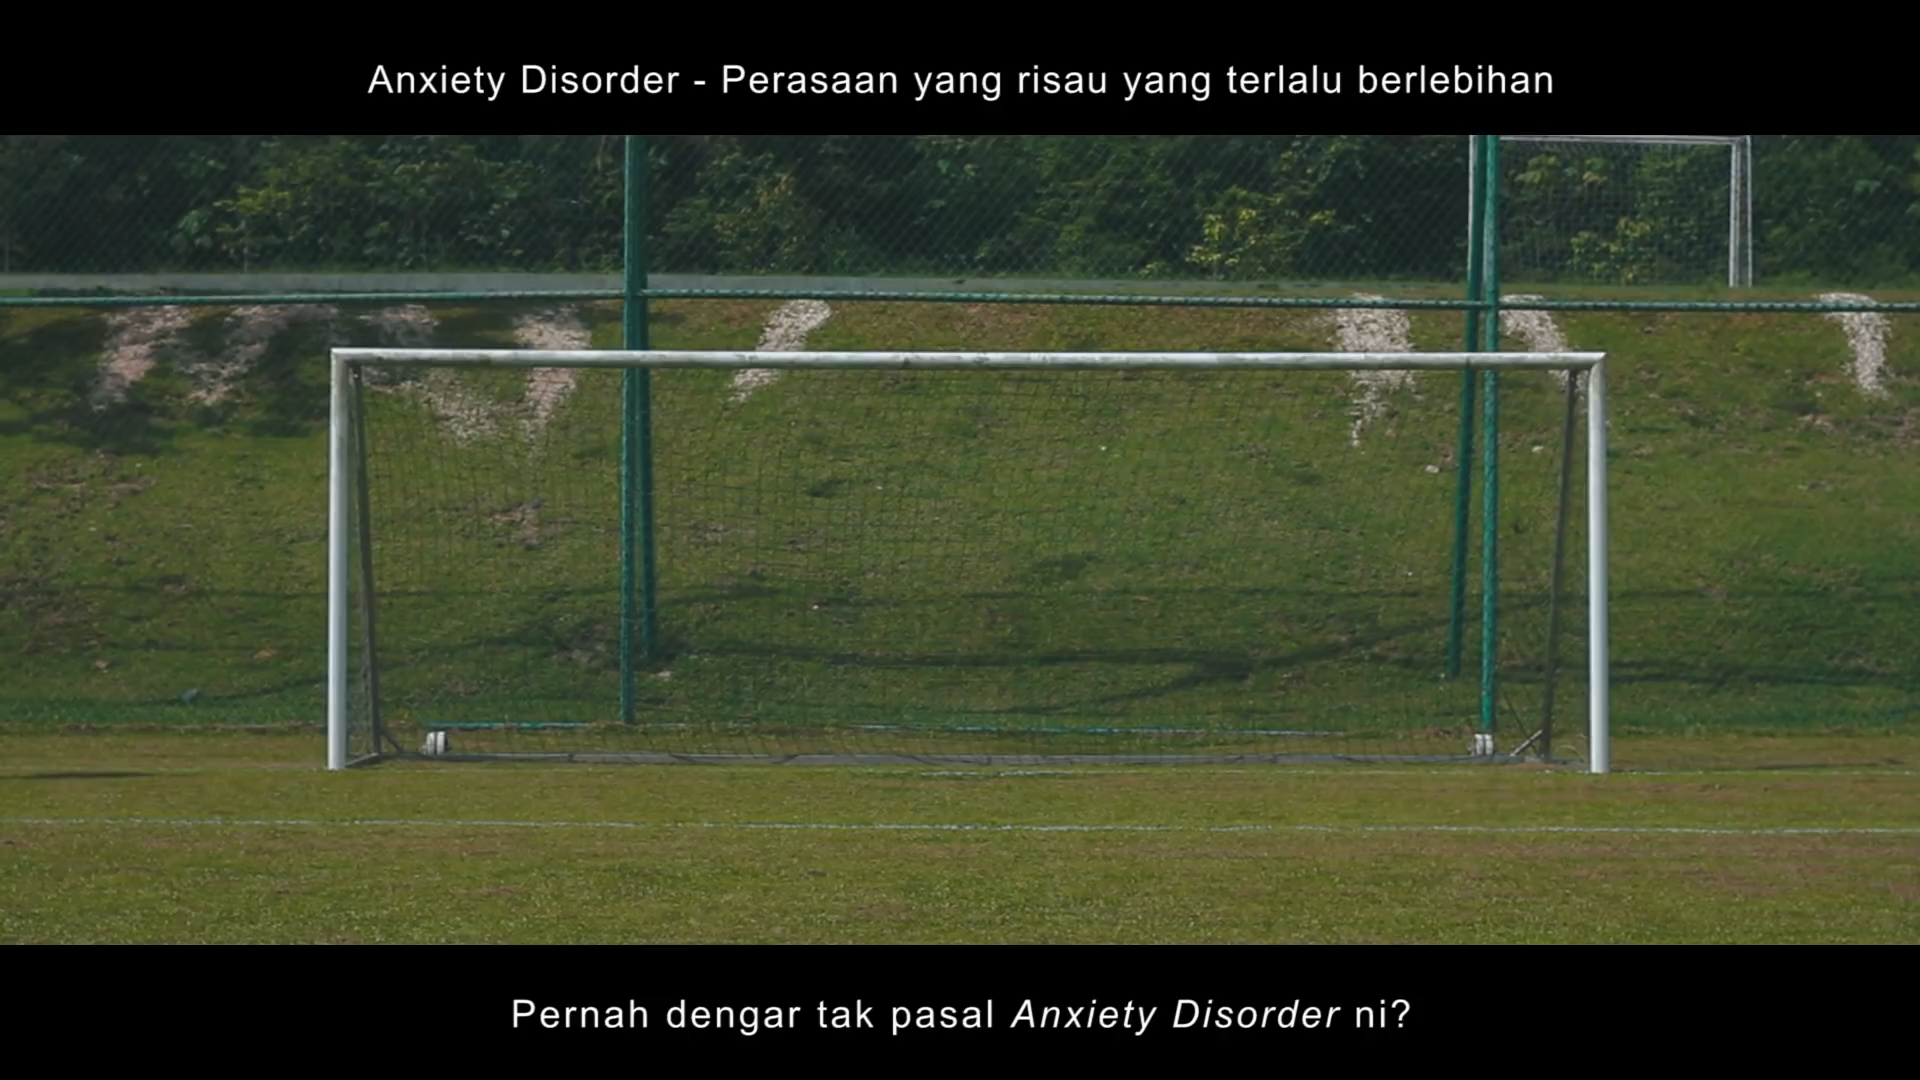 Anxiety Disorder - Perasaan yang risau yang terlalu berlebihan
Pernah dengar tak pasal Anxiety Disorder ni?